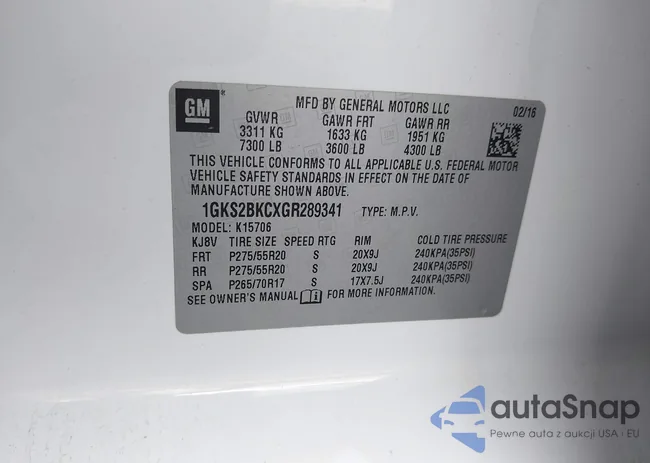 GM
MFD BY GENERAL MOTORS LLC
02/16
GVWR GAWR FRT GAWR RR
3311 KG 1633 KG 1951 KG
7300 LB 3600 LB 4300 LB
THIS VEHICLE CONFORMS TO ALL APPLICABLE U.S. FEDERAL MOTOR
VEHICLE SAFETY STANDARDS IN EFFECT ON THE DATE OF
MANUFACTURE SHOWN ABOVE.
1GKS2BKCXGR289341 TYPE: M.P.V.
MODEL: K15706
KJ8V TIRE SIZE SPEED RTG RIM COLD TIRE PRESSURE
FRT P275/55R20 S 20X9J 240KPA(35PSI)
RR P275/55R20 S 20X9J 240KPA(35PSI)
SPA P265/70R17 S 17X7.5J 240KPA(35PSI)
SEE OWNER'S MANUAL FOR MORE INFORMATION.
autaSnap
Pewne auta z aukcji USA i EU